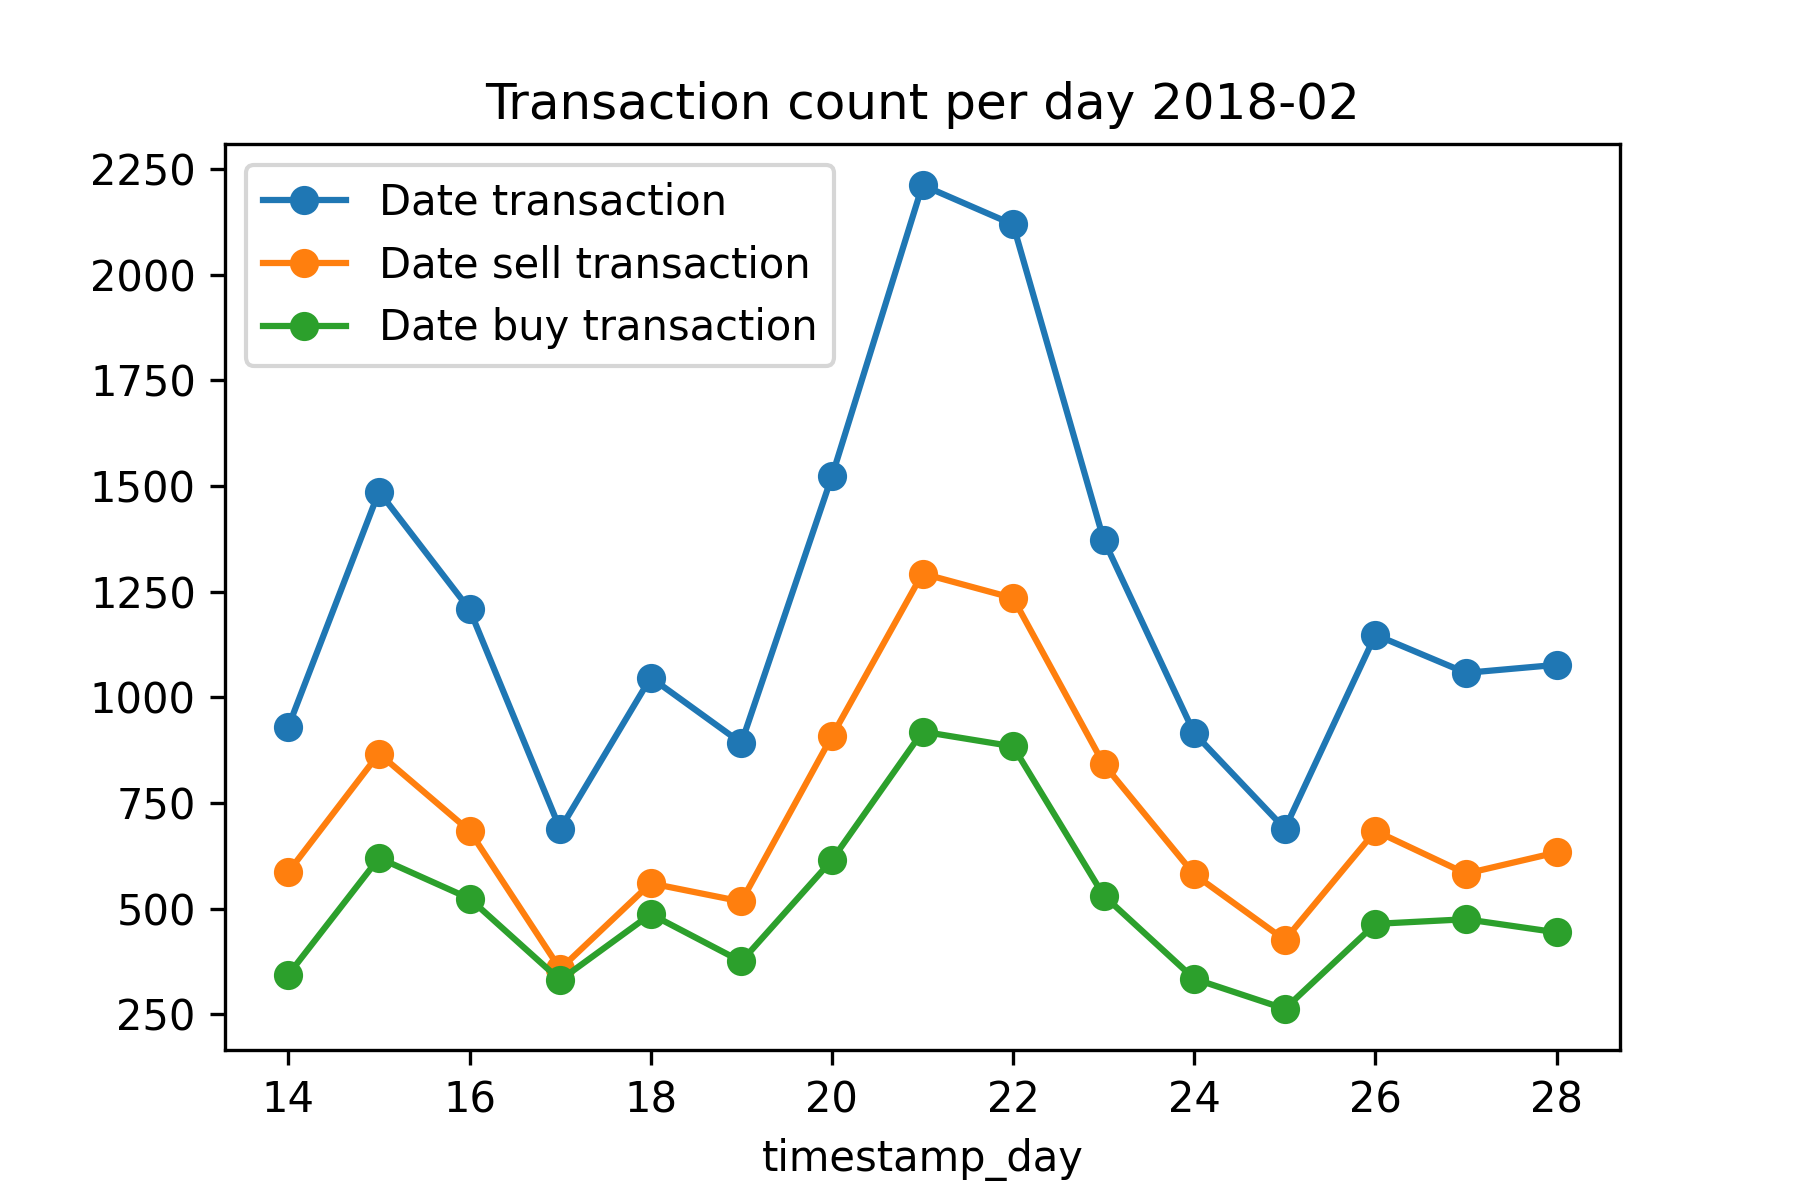 Transaction count per day 2018-02
2250
2000
1750
1500
1250
1000
750
500
250
Date transaction
Date sell transaction
Date buy transaction
14 16 18 20 22 24 26 28
timestamp_day